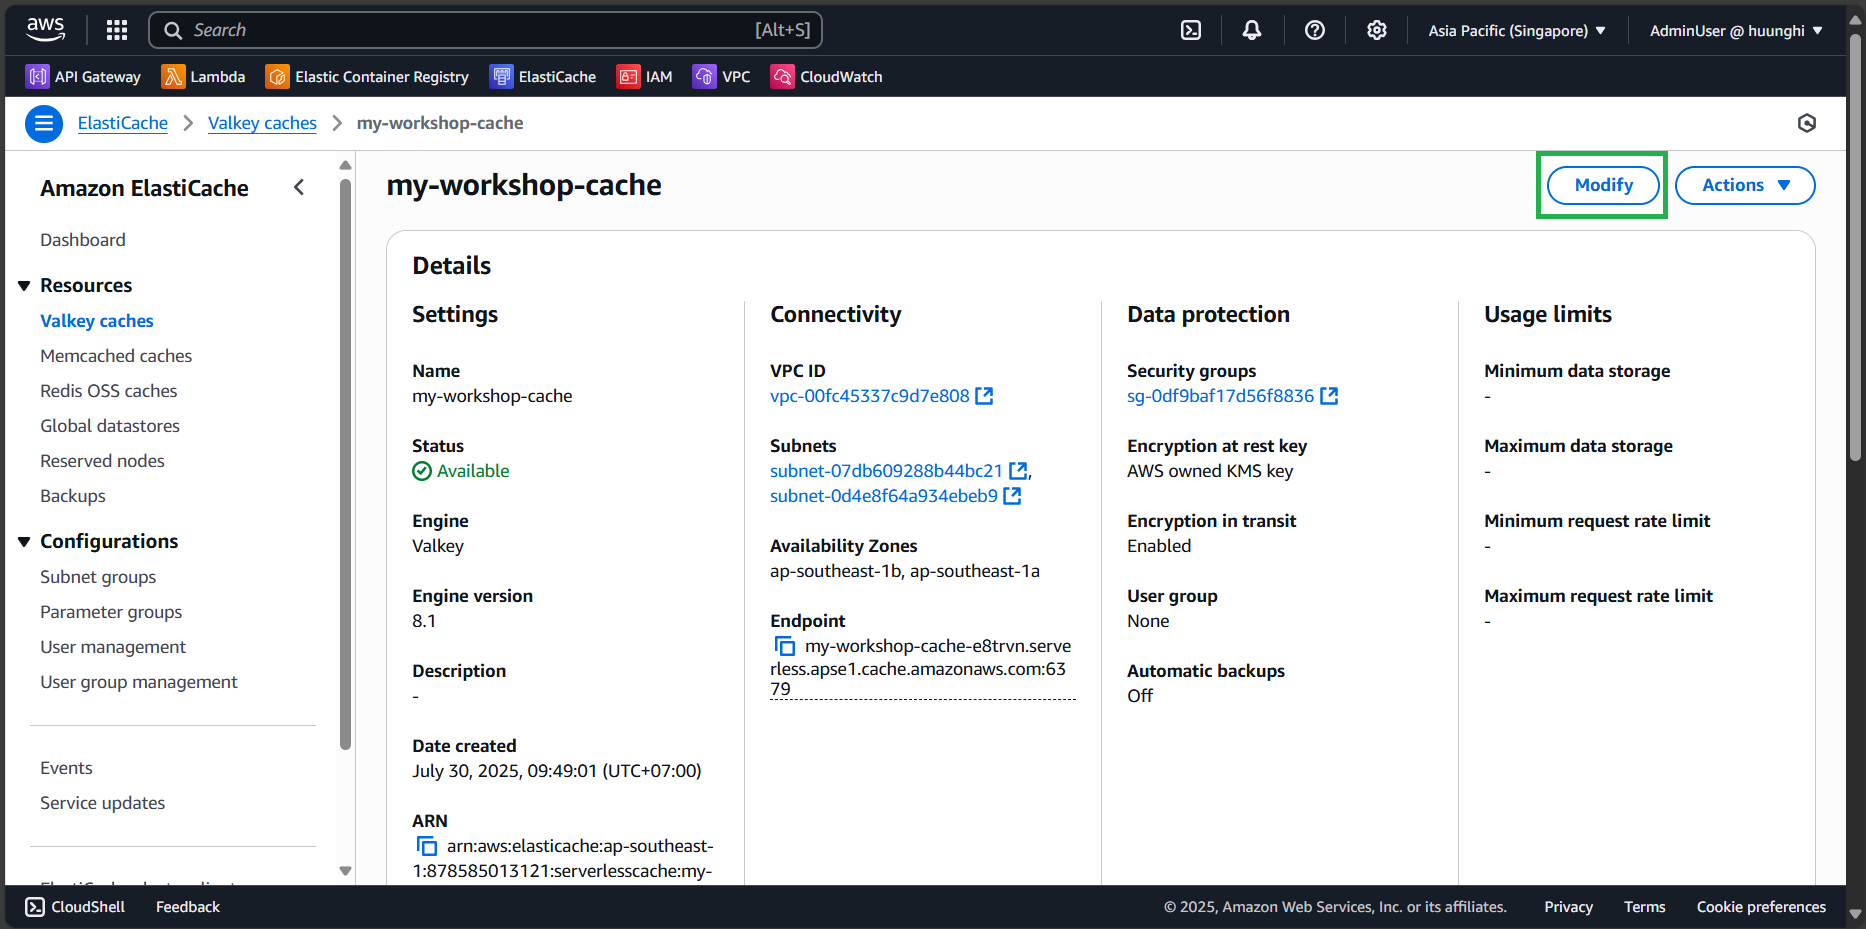 aws
Search
[Alt+S]
Asia Pacific (Singapore)
AdminUser @ huunghi
API Gateway
Lambda
Elastic Container Registry
ElastiCache
IAM
VPC
CloudWatch
ElastiCache
Valkey caches
my-workshop-cache
Amazon ElastiCache
Dashboard
Resources
Valkey caches
Memcached caches
Redis OSS caches
Global datastores
Reserved nodes
Backups
Configurations
Subnet groups
Parameter groups
User management
User group management
Events
Service updates
my-workshop-cache
Modify
Actions
Details
Settings
Name
my-workshop-cache
Status
Available
Engine
Valkey
Engine version
8.1
Description
-
Date created
July 30, 2025, 09:49:01 (UTC+07:00)
ARN
arn:aws:elasticache:ap-southeast-
1:878585013121:serverlesscache:my-
Connectivity
VPC ID
vpc-00fc45337c9d7e808
Subnets
subnet-07db609288b44bc21,
subnet-0d4e8f64a934ebeb9
Availability Zones
ap-southeast-1b, ap-southeast-1a
Endpoint
my-workshop-cache-e8trvn.serve
rless.apse1.cache.amazonaws.com:63
79
Data protection
Security groups
sg-0df9baf17d56f8836
Encryption at rest key
AWS owned KMS key
Encryption in transit
Enabled
User group
None
Automatic backups
Off
Usage limits
Minimum data storage
-
Maximum data storage
-
Minimum request rate limit
-
Maximum request rate limit
-
CloudShell
Feedback
© 2025, Amazon Web Services, Inc. or its affiliates.
Privacy
Terms
Cookie preferences